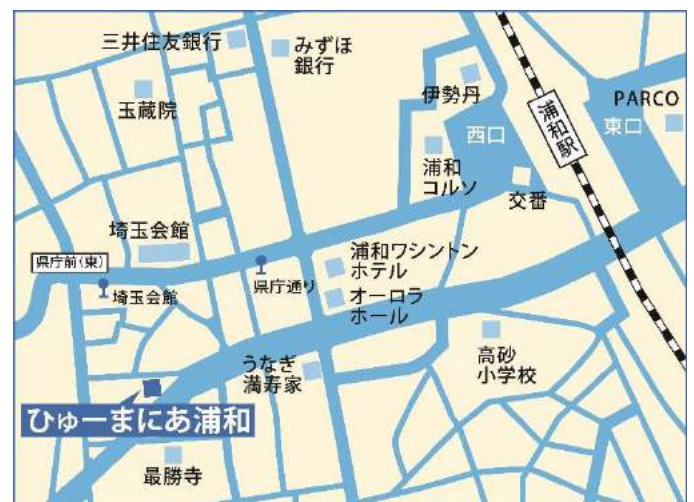 三井住友銀行
みずほ
銀行
玉蔵院
伊勢丹
PARCO
浦和駅
西口
東口
浦和
コルソ
交番
埼玉会館
県庁前(東)
埼玉会館
県庁通り
浦和ワシントン
ホテル
オーロラ
ホール
うなぎ
満寿家
高砂
小学校
ひゅーまにあ浦和
最勝寺